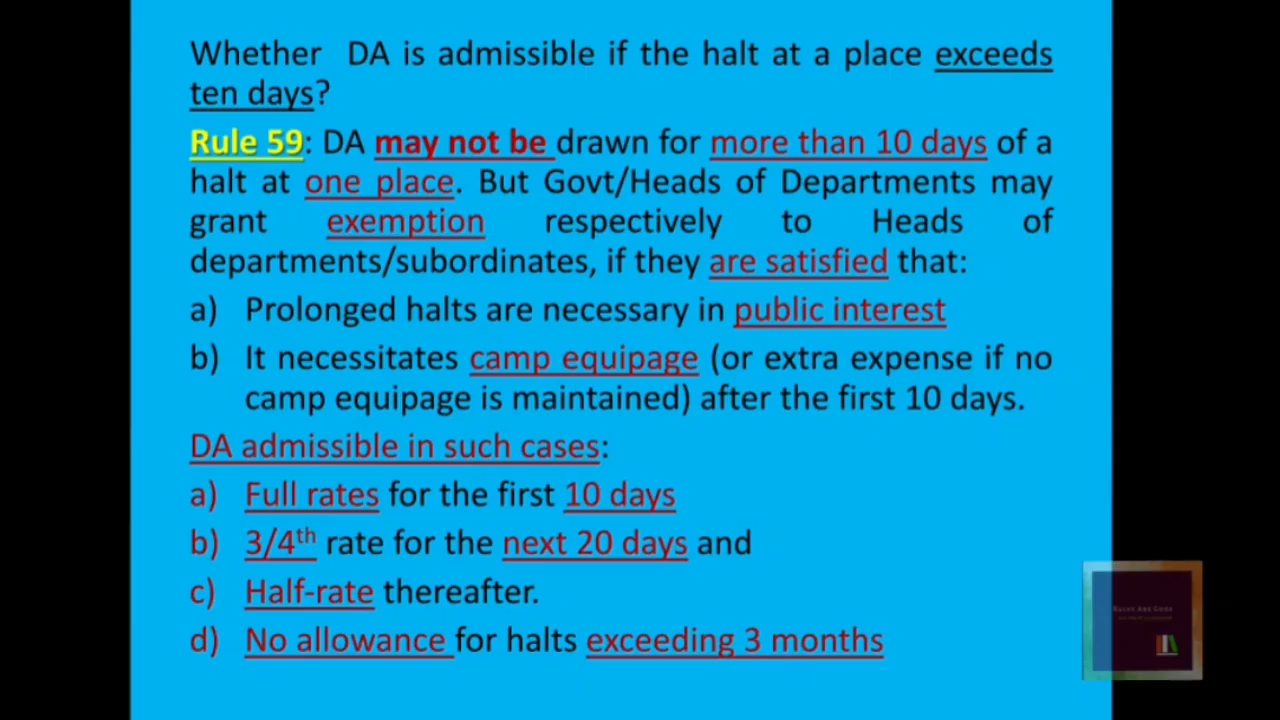 Whether DA is admissible if the halt at a place exceeds
ten days?
Rule 59: DA may not be drawn for more than 10 days of a
halt at one place. But Govt/Heads of Departments may
grant exemption respectively to Heads of
departments/subordinates, if they are satisfied that:
a) Prolonged halts are necessary in public interest
b) It necessitates camp equipage (or extra expense if no
camp equipage is maintained) after the first 10 days.
DA admissible in such cases:
a) Full rates for the first 10 days
b) 3/4th rate for the next 20 days and
c) Half-rate thereafter.
d) No allowance for halts exceeding 3 months